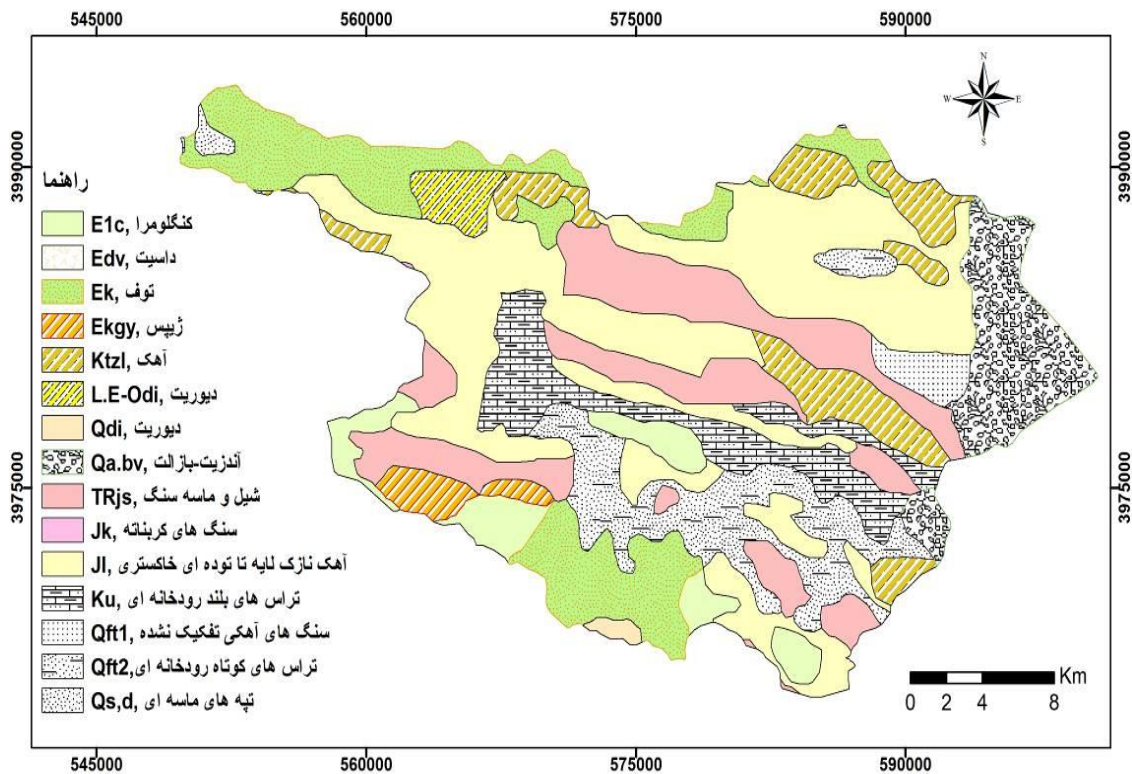 545000 560000 575000 590000
N
W E
S
3990000 3990000
راهنما
E1c, کنگلومرا
Edv, داسیت
Ek, توف
Ekgy, ژیپس
Ktzl, آهک
L.E-Odi, دیوریت
Qdi, دیوریت
Qa.bv, آندزیت-بازالت
TRjs, شیل و ماسه سنگ
Jk, سنگ های کربناته
Jl, آهک نازک لایه تا توده ای خاکستری
Ku, تراس های بلند رودخانه ای
Qft1, سنگ های آهکی تفکیک نشده
Qft2, تراس های کوتاه رودخانه ای
Qs,d, تپه های ماسه ای
3975000 3975000
Km
0 2 4 8
545000 560000 575000 590000